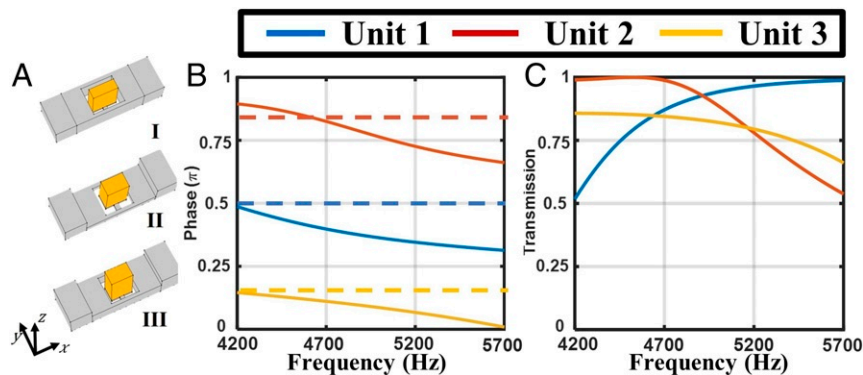 Unit 1 Unit 2 Unit 3
A
I
II
III
y z x
B
1
0.75
0.5
0.25
0
Phase (π)
4200 4700 5200 5700
Frequency (Hz)
C
1
0.75
0.5
0.25
0
Transmission
4200 4700 5200 5700
Frequency (Hz)